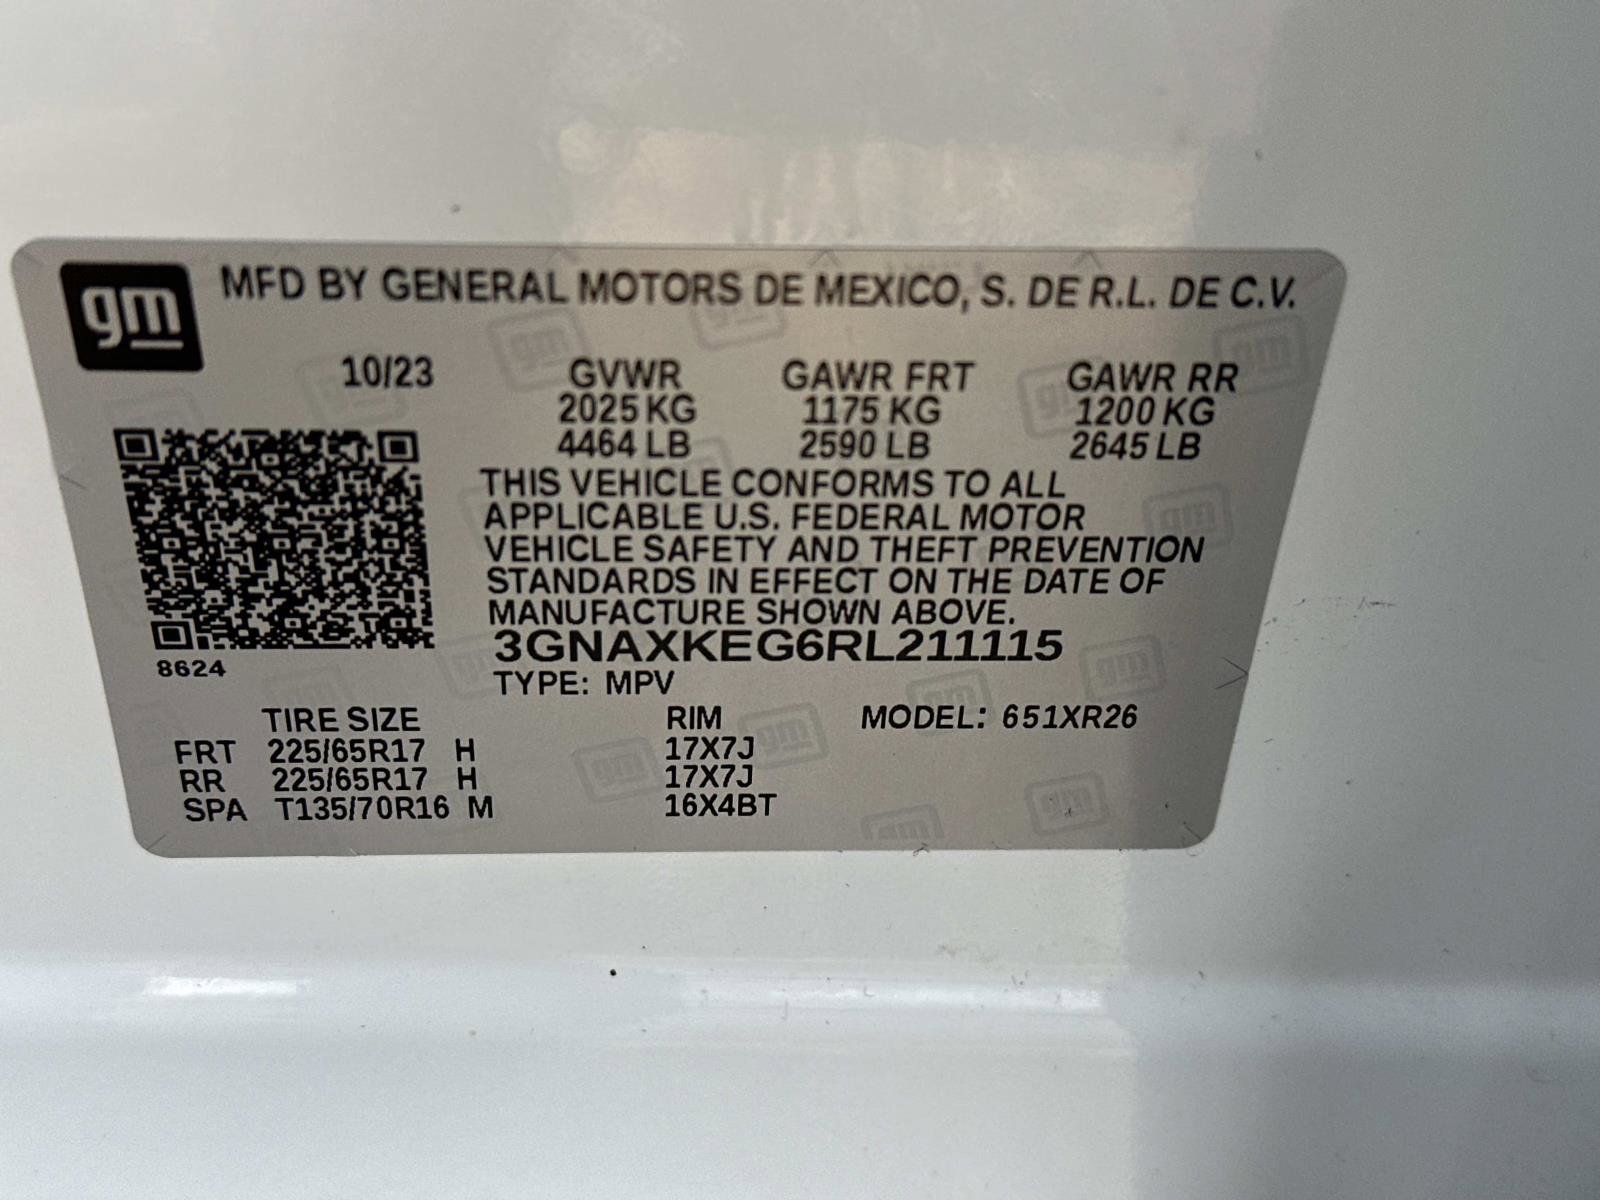 gm MFD BY GENERAL MOTORS DE MEXICO, S. DE R.L. DE C.V.
10/23 GVWR GAWR FRT GAWR RR
2025 KG 1175 KG 1200 KG
4464 LB 2590 LB 2645 LB
THIS VEHICLE CONFORMS TO ALL
APPLICABLE U.S. FEDERAL MOTOR
VEHICLE SAFETY AND THEFT PREVENTION
STANDARDS IN EFFECT ON THE DATE OF
MANUFACTURE SHOWN ABOVE.
3GNAXKEG6RL211115
8624
TYPE: MPV
TIRE SIZE RIM MODEL: 651XR26
FRT 225/65R17 H 17X7J
RR 225/65R17 H 17X7J
SPA T135/70R16 M 16X4BT